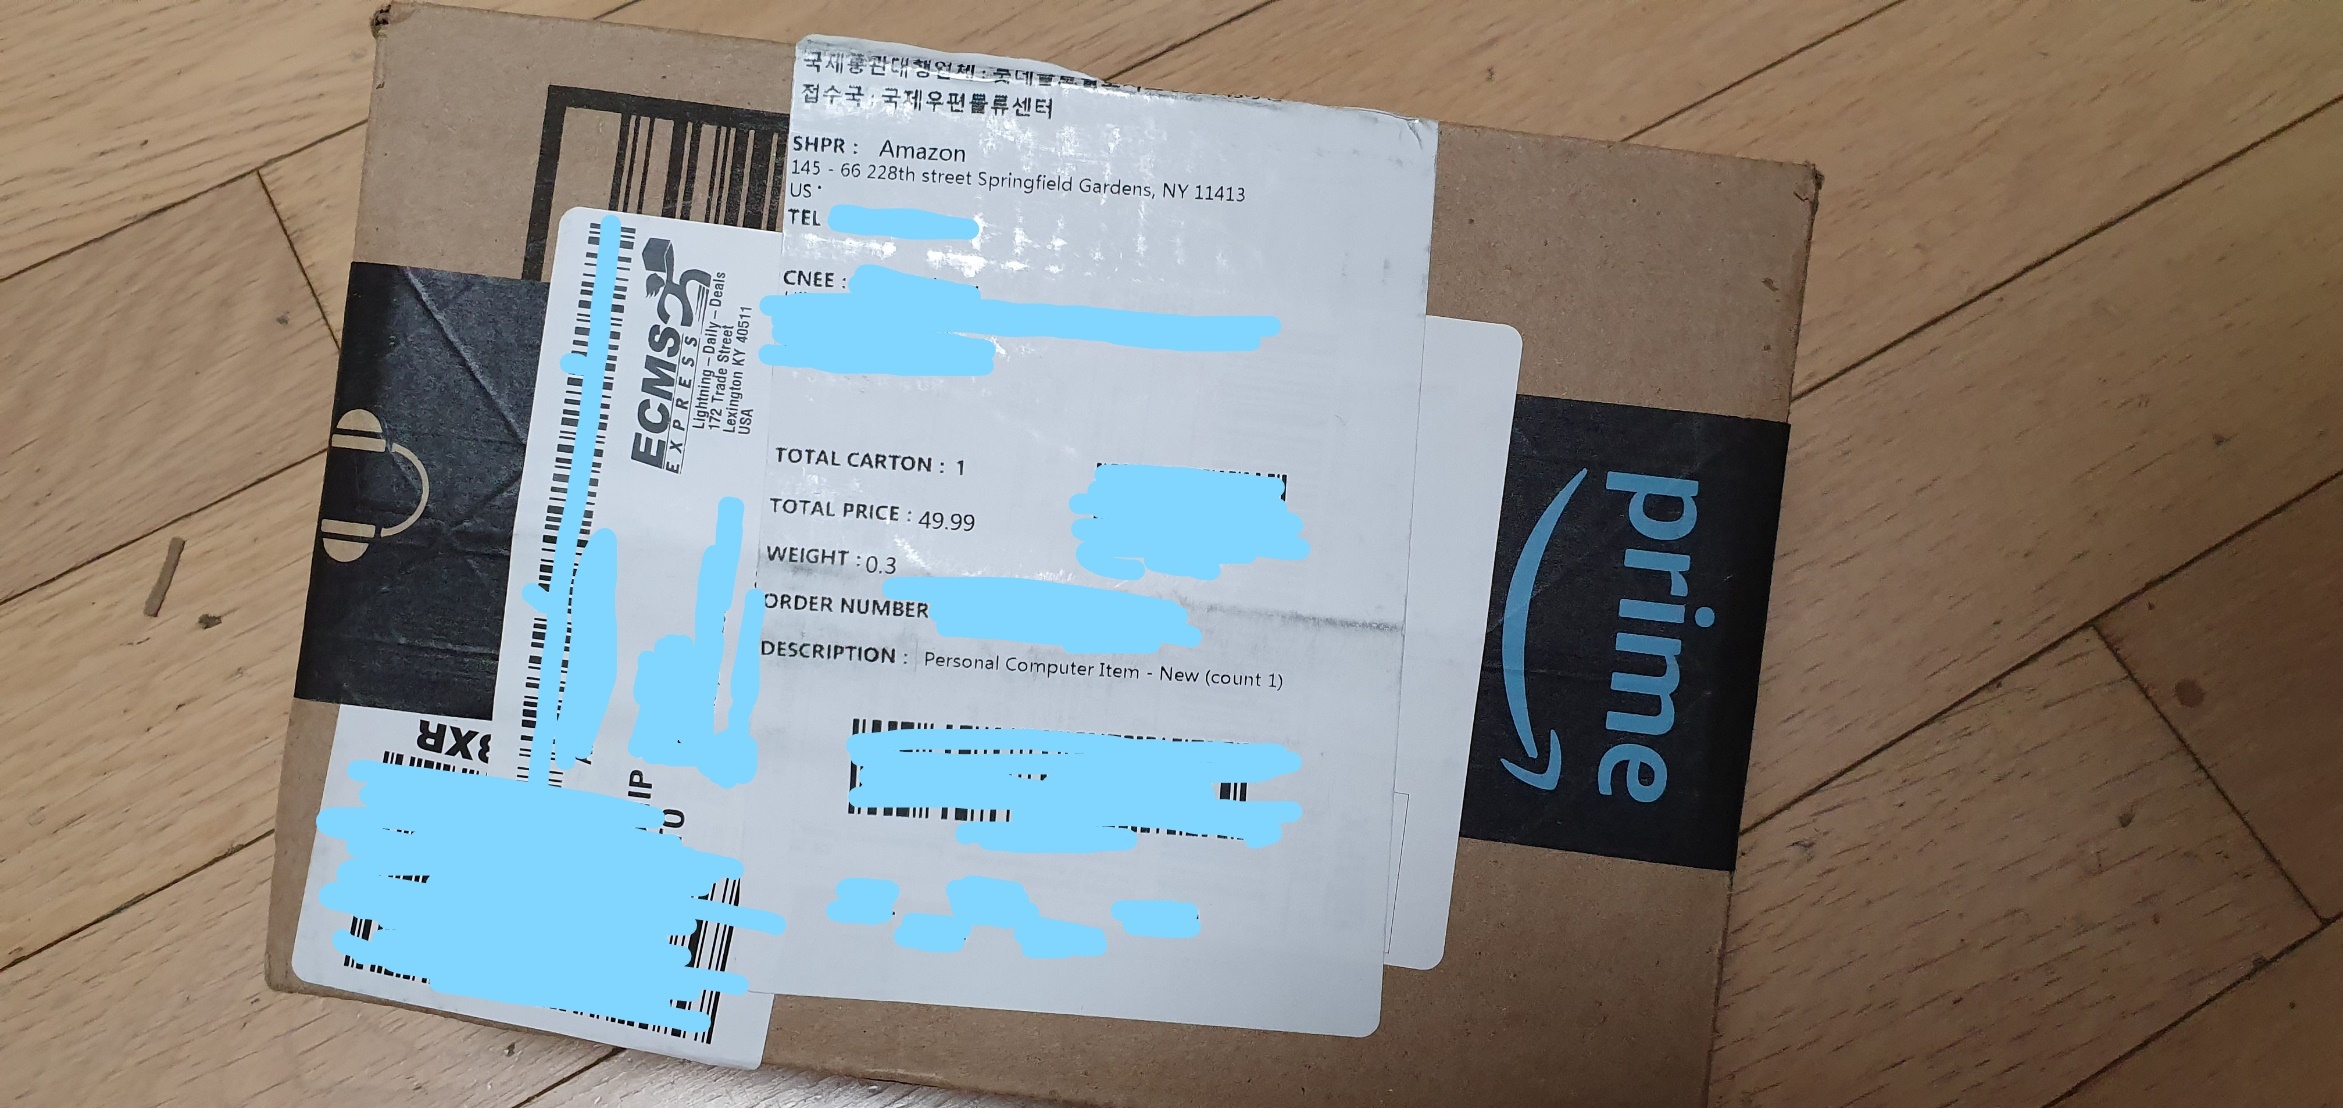 접수국 : 국제우편물류센터
SHPR : Amazon
145 - 66 228th street Springfield Gardens, NY 11413
US
TEL
CNEE :
TOTAL CARTON : 1
TOTAL PRICE : 49.99
WEIGHT : 0.3
ORDER NUMBER
DESCRIPTION : Personal Computer Item - New (count 1)
ECMS
EXPRESS
Lightning - Daily - Deals
172 Trade Street
Lexington KY 40511
USA
prime